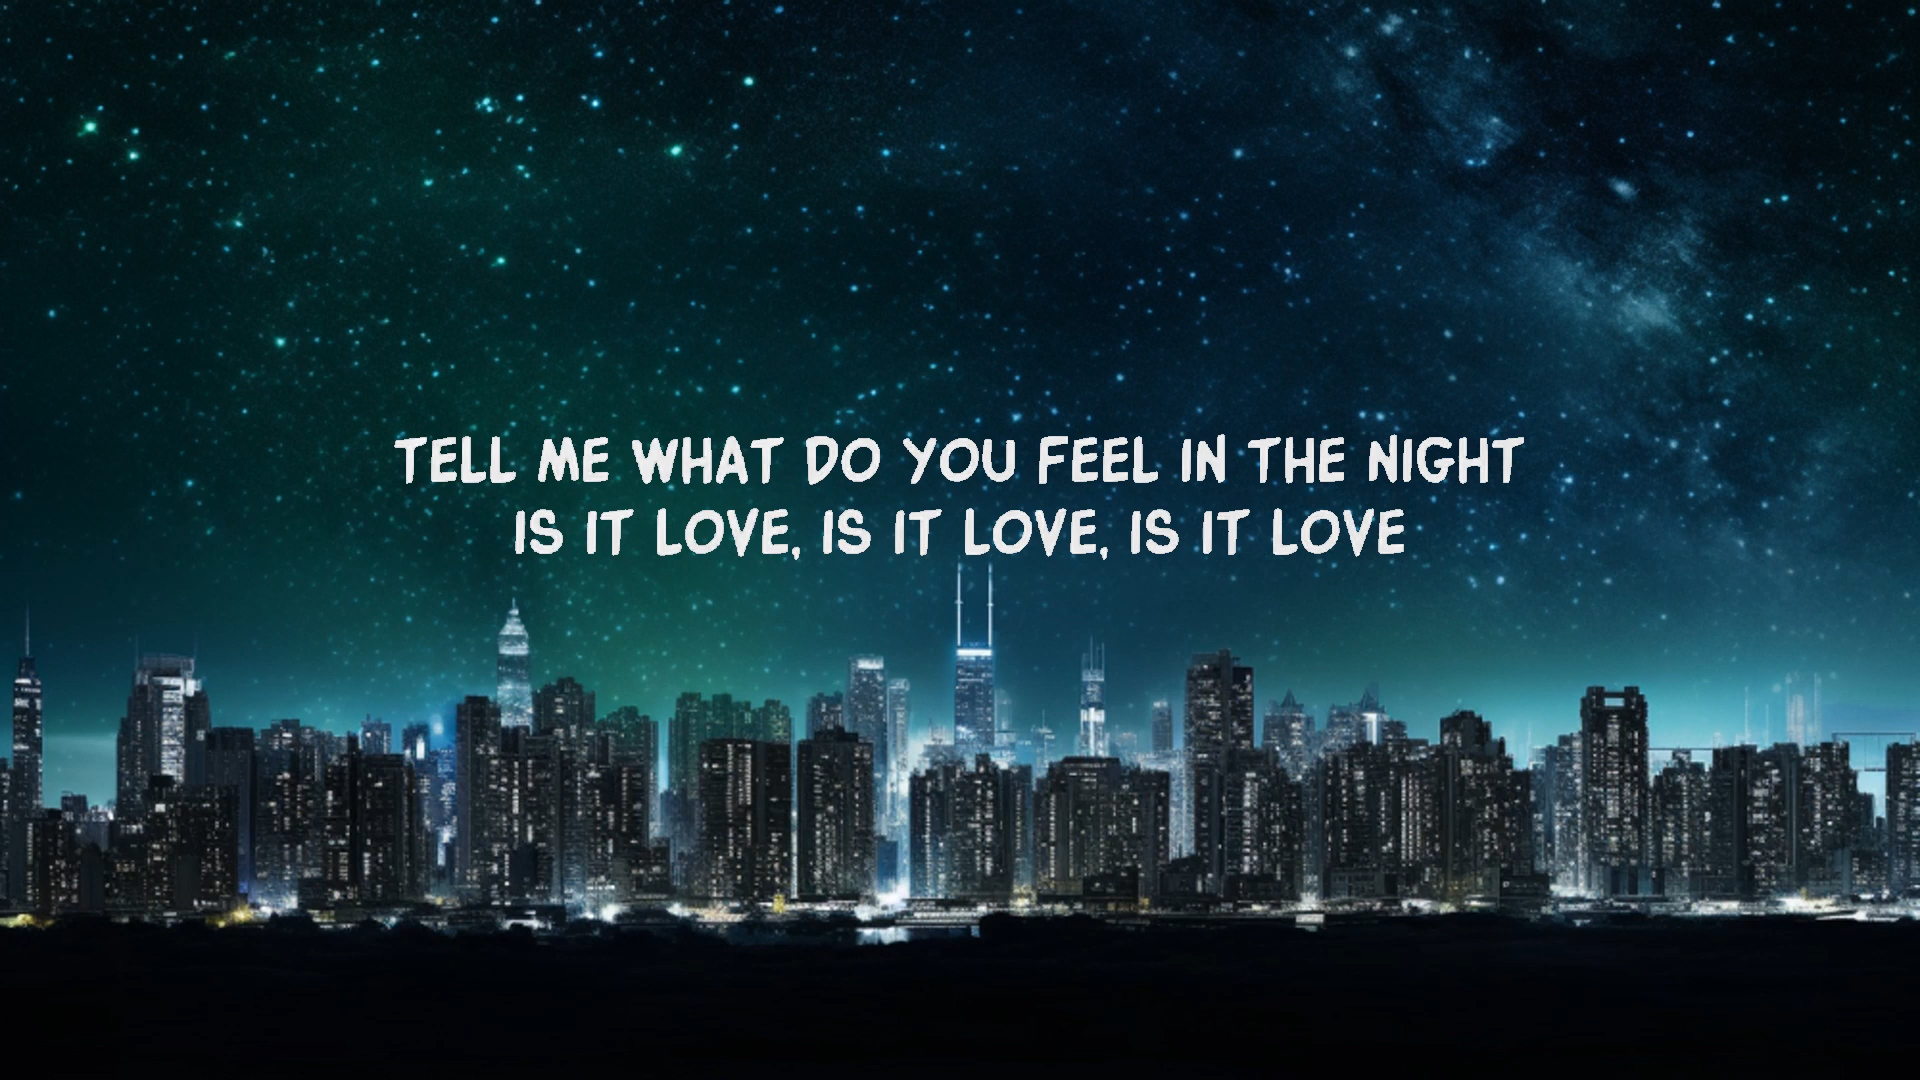 TELL ME WHAT DO YOU FEEL IN THE NIGHT
IS IT LOVE, IS IT LOVE, IS IT LOVE